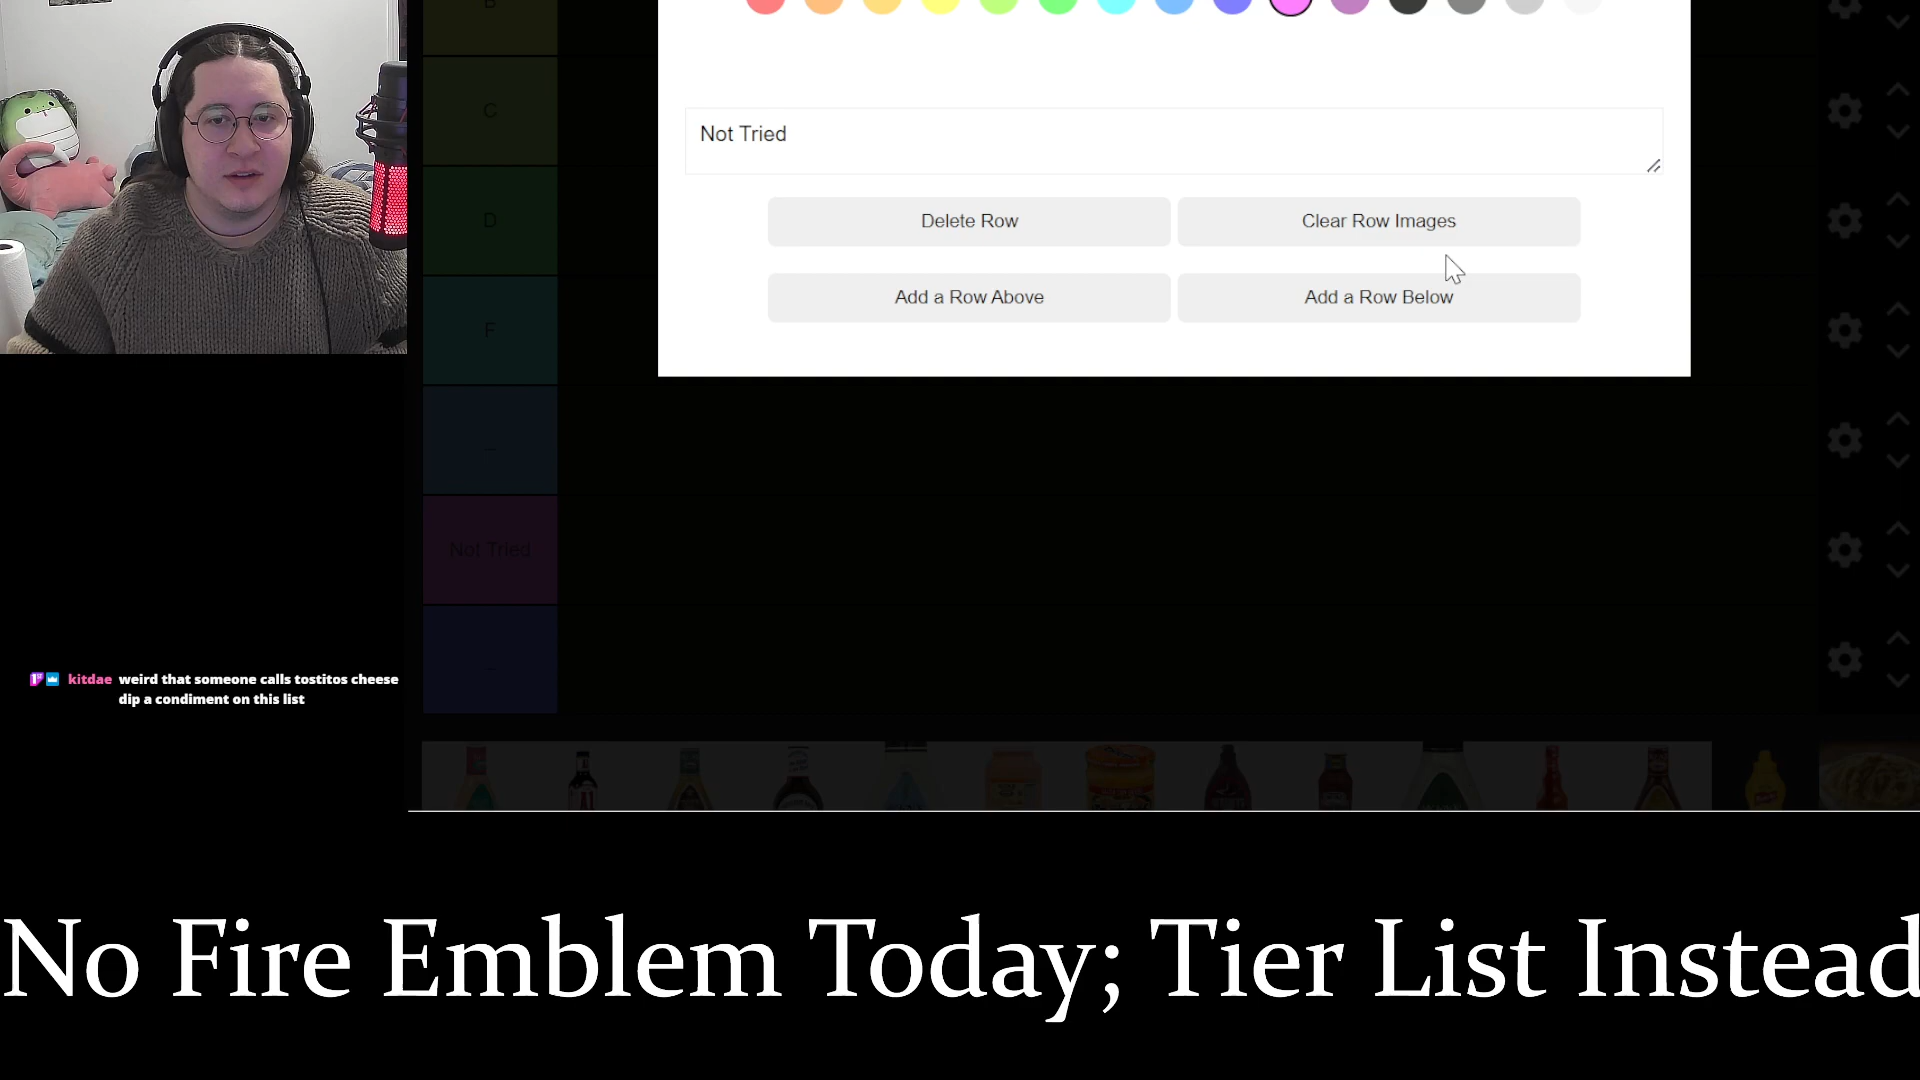 B
C
Not Tried
D
Delete Row
Clear Row Images
Add a Row Above
Add a Row Below
F
Not Tried
kitdae weird that someone calls tostitos cheese
dip a condiment on this list
No Fire Emblem Today; Tier List Instead